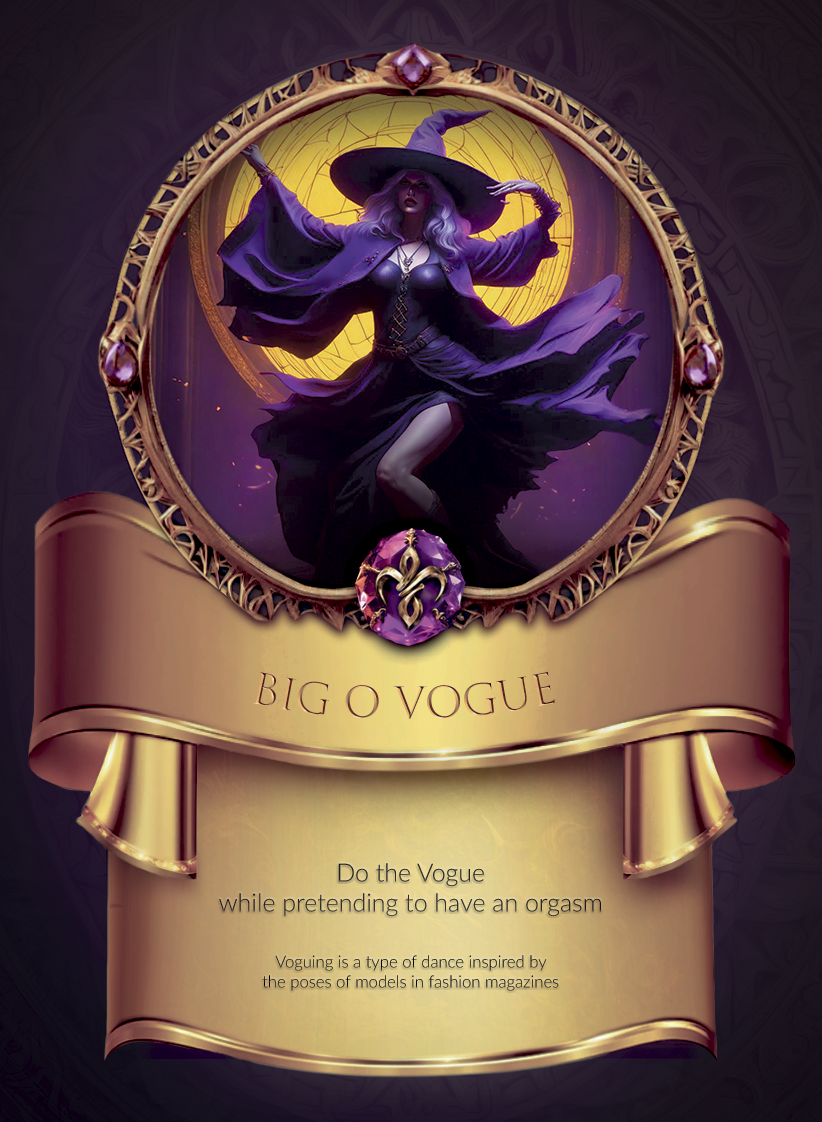 BIG O VOGUE
Do the Vogue
while pretending to have an orgasm
Voguing is a type of dance inspired by
the poses of models in fashion magazines